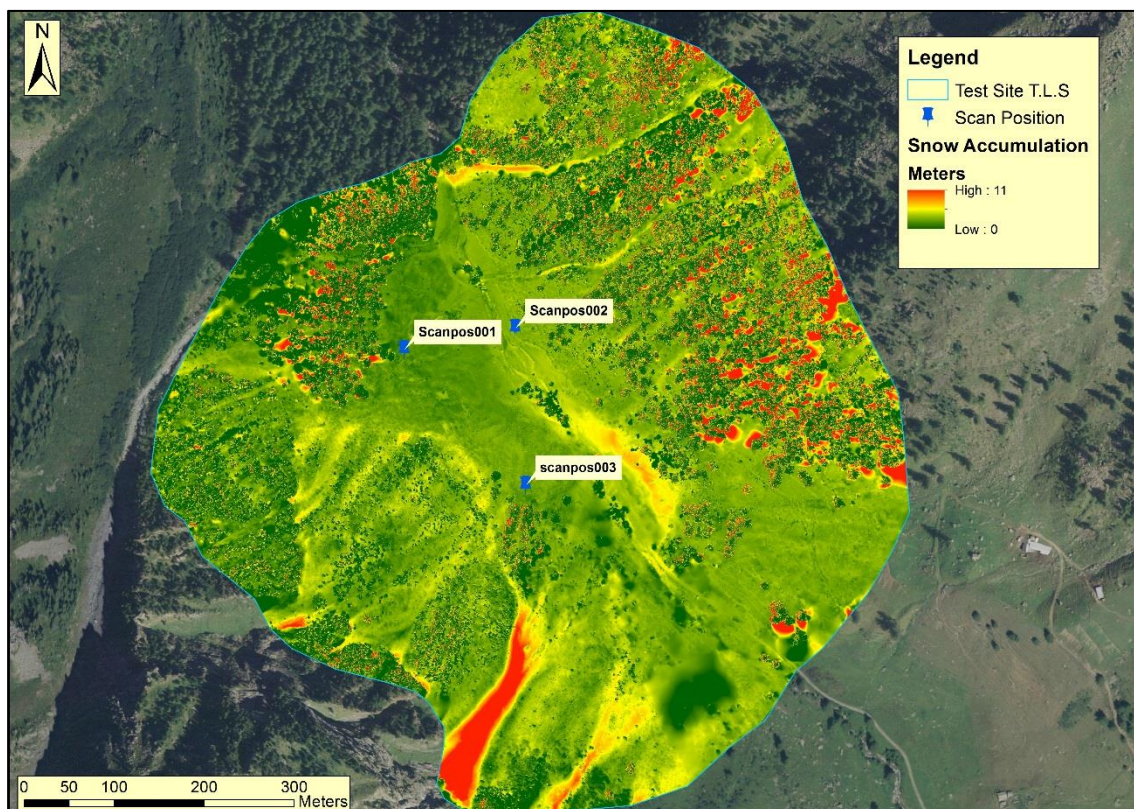 N
Legend
Test Site T.L.S
Scan Position
Snow Accumulation
Meters
High : 11
Low : 0
Scanpos002
Scanpos001
scanpos003
0 50 100 200 300
Meters